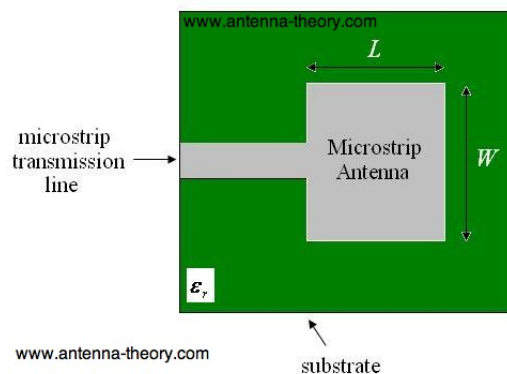 www.antenna-theory.com
L
microstrip
transmission
line
Microstrip
Antenna
W
εr
www.antenna-theory.com
substrate